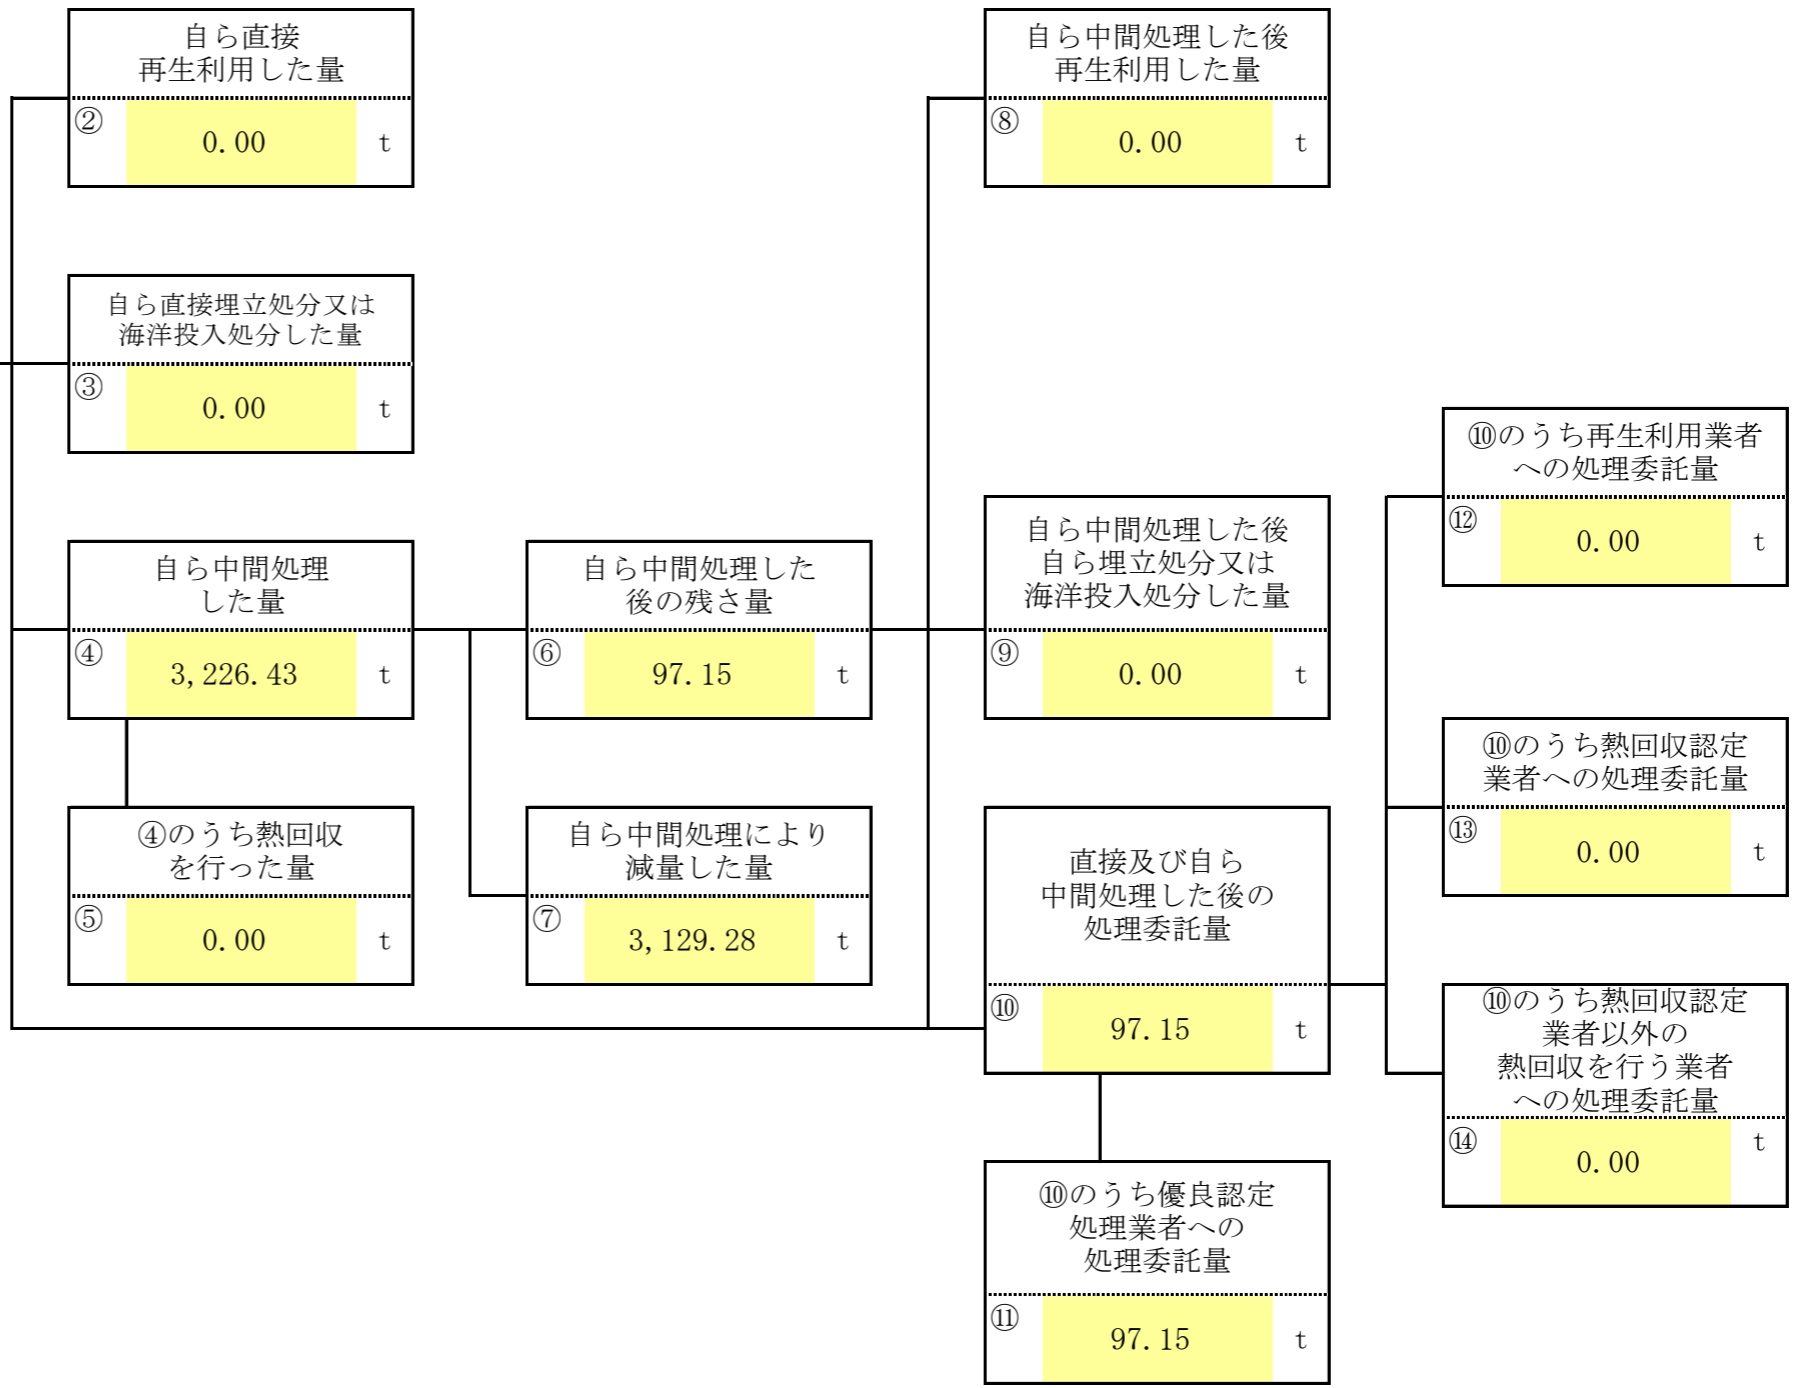 自ら直接
再生利用した量
②
0.00 t
自ら直接埋立処分又は
海洋投入処分した量
③
0.00 t
自ら中間処理
した量
④
3,226.43 t
④のうち熱回収
を行った量
⑤
0.00 t
自ら中間処理した
後の残さ量
⑥
97.15 t
自ら中間処理により
減量した量
⑦
3,129.28 t
自ら中間処理した後
再生利用した量
⑧
0.00 t
自ら中間処理した後
自ら埋立処分又は
海洋投入処分した量
⑨
0.00 t
直接及び自ら
中間処理した後の
処理委託量
⑩
97.15 t
⑩のうち優良認定
処理業者への
処理委託量
⑪
97.15 t
⑩のうち再生利用業者
への処理委託量
⑫
0.00 t
⑩のうち熱回収認定
業者への処理委託量
⑬
0.00 t
⑩のうち熱回収認定
業者以外の
熱回収を行う業者
への処理委託量
⑭
0.00 t